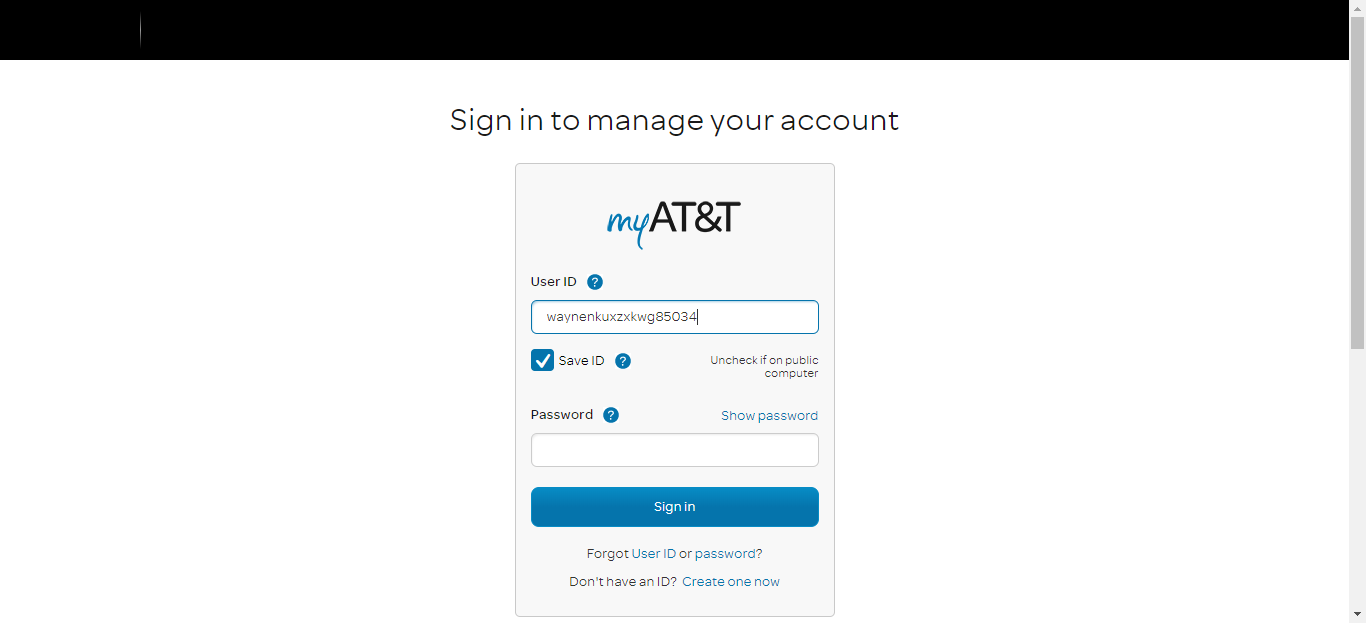 Sign in to manage your account
myAT&T
User ID ?
waynenkuxzxkwg85034
Save ID ?
Uncheck if on public
computer
Password ?
Show password
Sign in
Forgot User ID or password?
Don't have an ID? Create one now